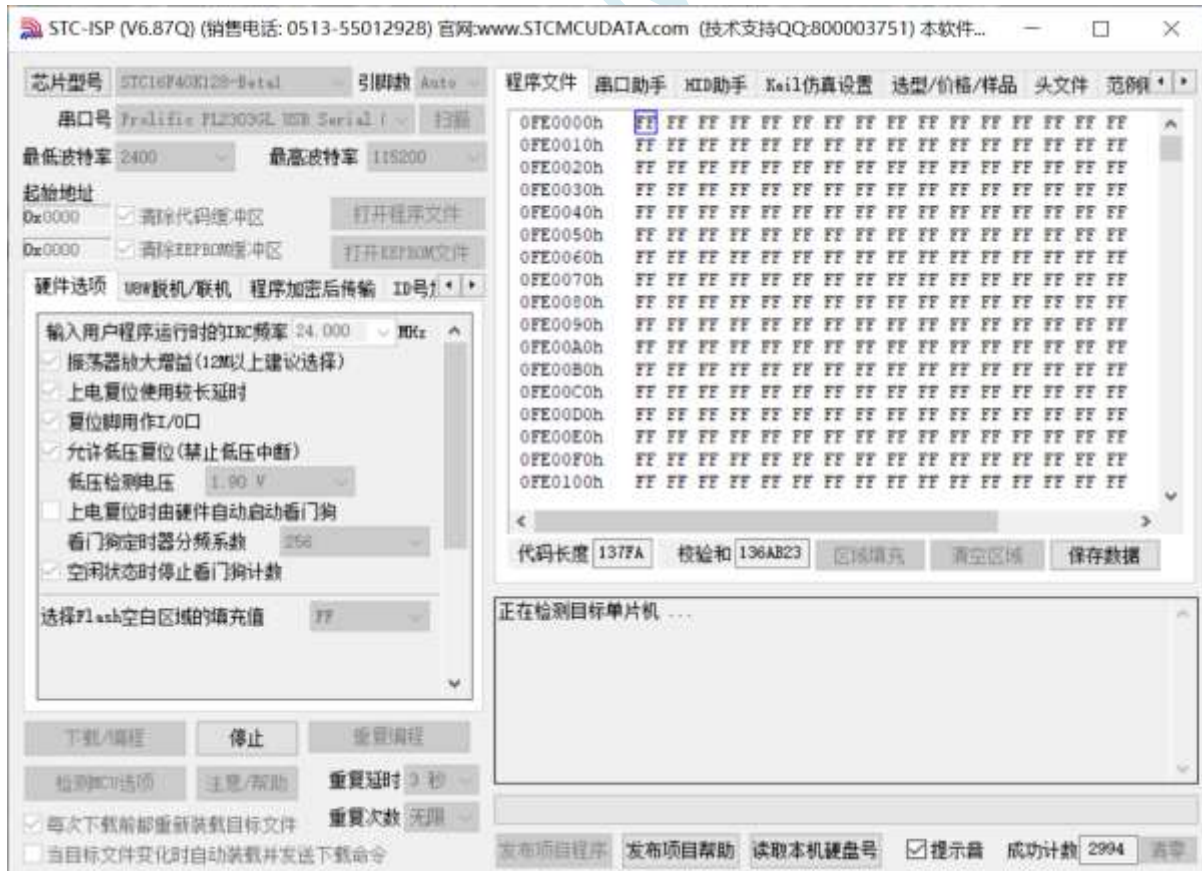 STC-ISP (V6.87Q) (销售电话: 0513-55012928) 官网:www.STCMCUDATA.com (技术支持QQ:800003751) 本软件...
芯片型号 STC16F40K128-Beta1 引脚数 Auto
串口号 Prolific PL2303GL USB Serial ( 扫描
最低波特率 2400 最高波特率 115200
起始地址
0x0000 清除代码缓冲区 打开程序文件
0x0000 清除EEPROM缓冲区 打开EEPROM文件
硬件选项 U8W脱机/联机 程序加密后传输 ID号
输入用户程序运行时的IRC频率 24.000 MHz
振荡器放大增益(12M以上建议选择)
上电复位使用较长延时
复位脚用作I/O口
允许低压复位(禁止低压中断)
低压检测电压 1.90 V
上电复位时由硬件自动启动看门狗
看门狗定时器分频系数 256
空闲状态时停止看门狗计数
选择Flash空白区域的填充值 FF
下载/编程 停止 重复编程
检测MCU选项 注意/帮助 重复延时 3 秒
每次下载前都重新装载目标文件 重复次数 无限
当目标文件变化时自动装载并发送下载命令
程序文件 串口助手 HID助手 Keil仿真设置 选型/价格/样品 头文件 范例
0FE0000h FF FF FF FF FF FF FF FF FF FF FF FF FF FF FF FF
0FE0010h FF FF FF FF FF FF FF FF FF FF FF FF FF FF FF FF
0FE0020h FF FF FF FF FF FF FF FF FF FF FF FF FF FF FF FF
0FE0030h FF FF FF FF FF FF FF FF FF FF FF FF FF FF FF FF
0FE0040h FF FF FF FF FF FF FF FF FF FF FF FF FF FF FF FF
0FE0050h FF FF FF FF FF FF FF FF FF FF FF FF FF FF FF FF
0FE0060h FF FF FF FF FF FF FF FF FF FF FF FF FF FF FF FF
0FE0070h FF FF FF FF FF FF FF FF FF FF FF FF FF FF FF FF
0FE0080h FF FF FF FF FF FF FF FF FF FF FF FF FF FF FF FF
0FE0090h FF FF FF FF FF FF FF FF FF FF FF FF FF FF FF FF
0FE00A0h FF FF FF FF FF FF FF FF FF FF FF FF FF FF FF FF
0FE00B0h FF FF FF FF FF FF FF FF FF FF FF FF FF FF FF FF
0FE00C0h FF FF FF FF FF FF FF FF FF FF FF FF FF FF FF FF
0FE00D0h FF FF FF FF FF FF FF FF FF FF FF FF FF FF FF FF
0FE00E0h FF FF FF FF FF FF FF FF FF FF FF FF FF FF FF FF
0FE00F0h FF FF FF FF FF FF FF FF FF FF FF FF FF FF FF FF
0FE0100h FF FF FF FF FF FF FF FF FF FF FF FF FF FF FF FF
代码长度 137FA 校验和 136AB23 区域填充 清空区域 保存数据
正在检测目标单片机 ...
发布项目程序 发布项目帮助 读取本机硬盘号 提示音 成功计数 2994 清零